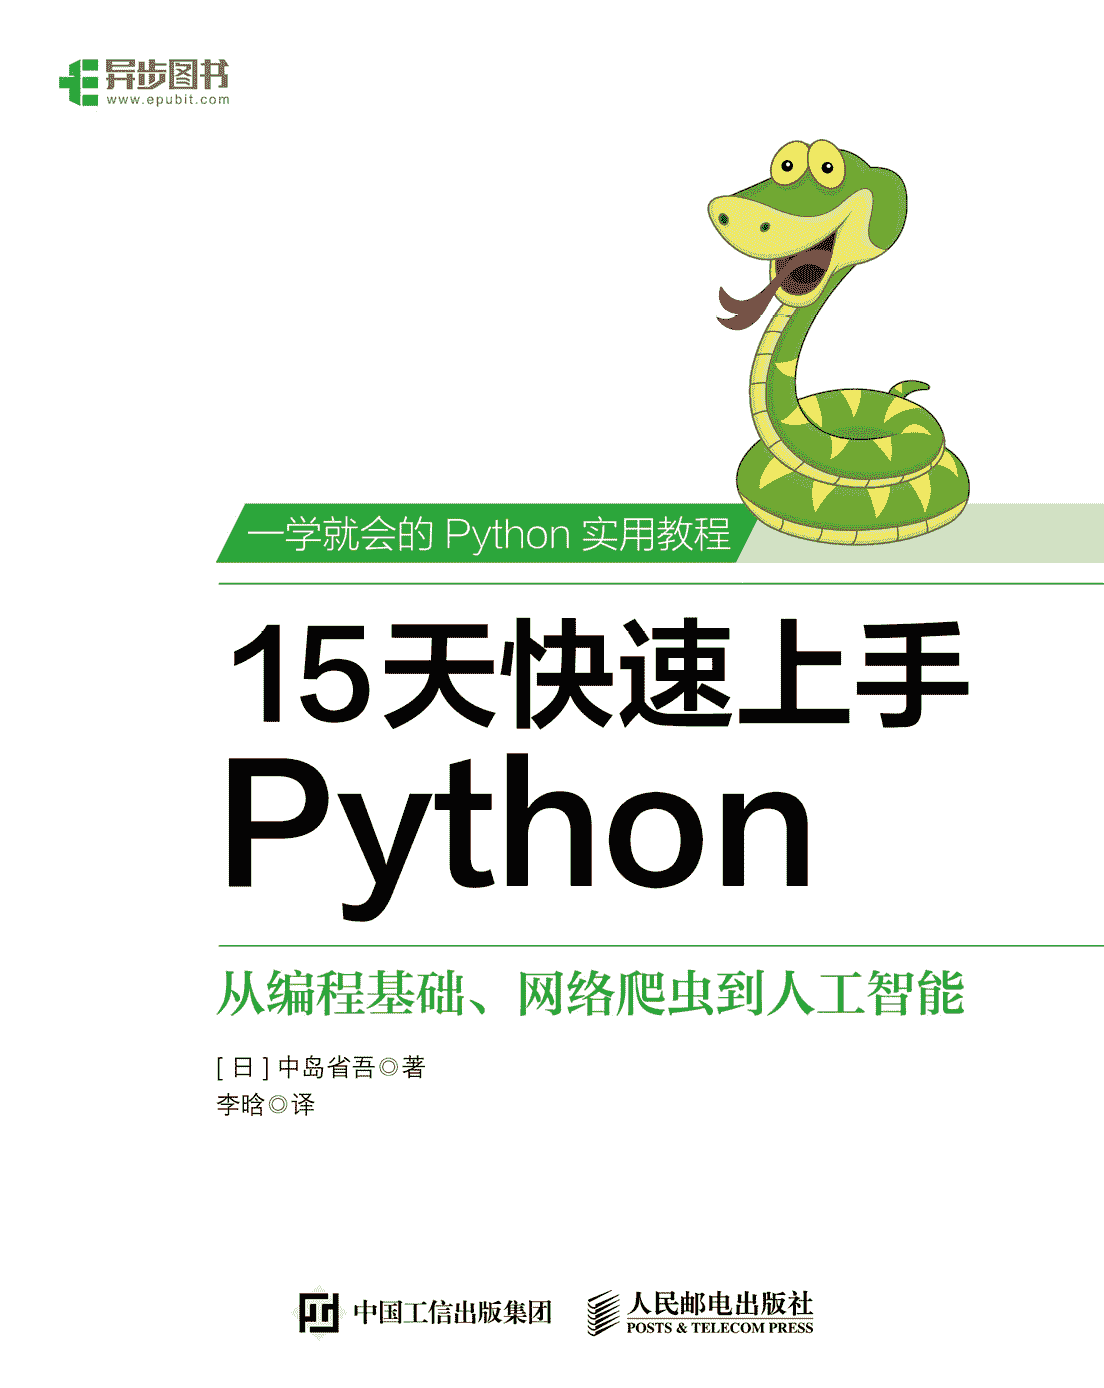 异步图书
www.epubit.com
一学就会的 Python 实用教程
15天快速上手
Python
从编程基础、网络爬虫到人工智能
[ 日 ] 中岛省吾◎著
李晗◎译
中国工信出版集团
人民邮电出版社
POSTS & TELECOM PRESS